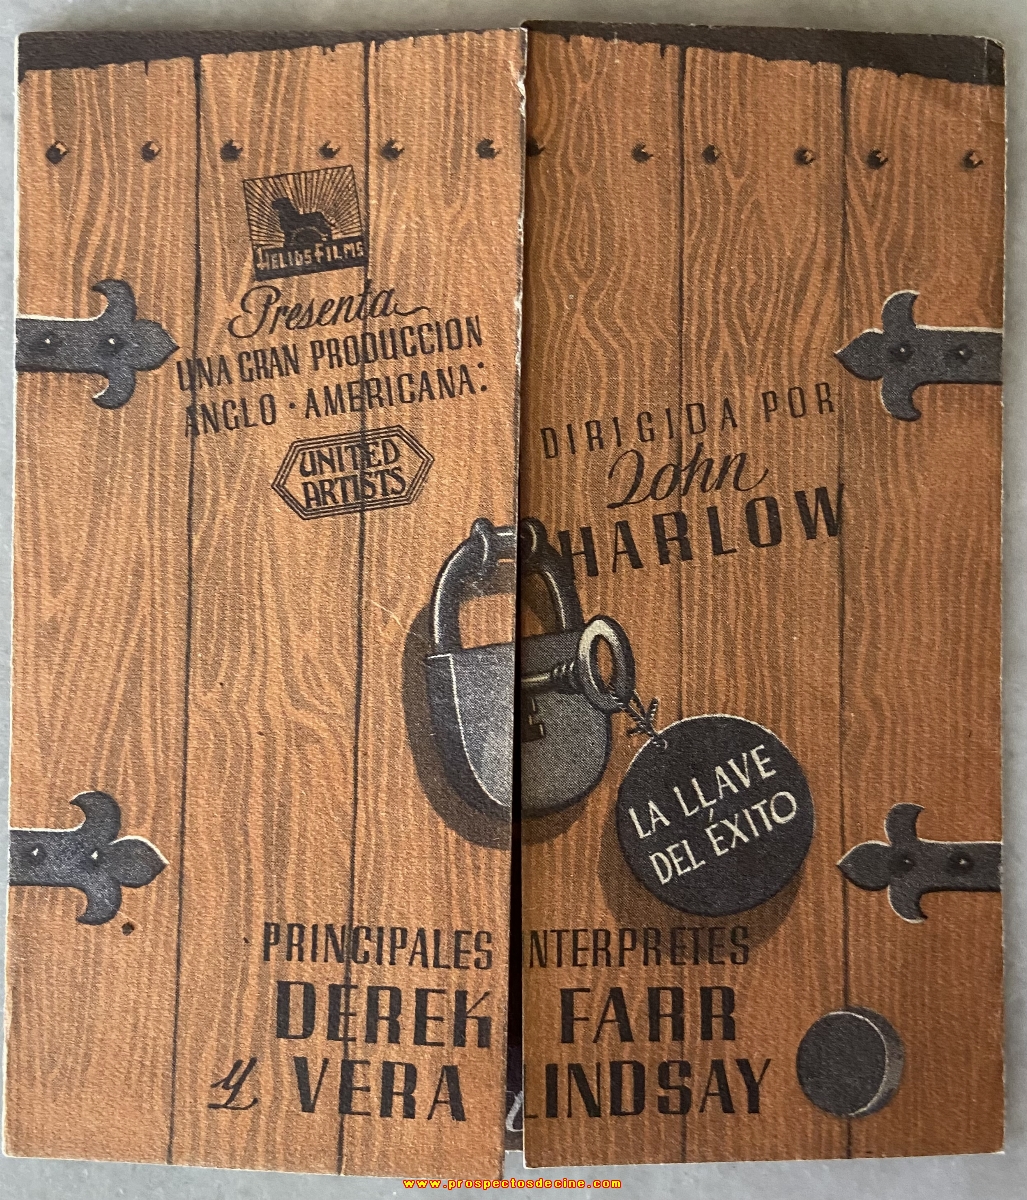 HELIOS FILMS
Presenta
UNA GRAN PRODUCCION
ANGLO-AMERICANA:
UNITED
ARTISTS
DIRIGIDA POR
John
HARLOW
LA LLAVE
DEL ÉXITO
PRINCIPALES INTERPRETES
DEREK FARR
y VERA LINDSAY
www.prospectosdecine.com